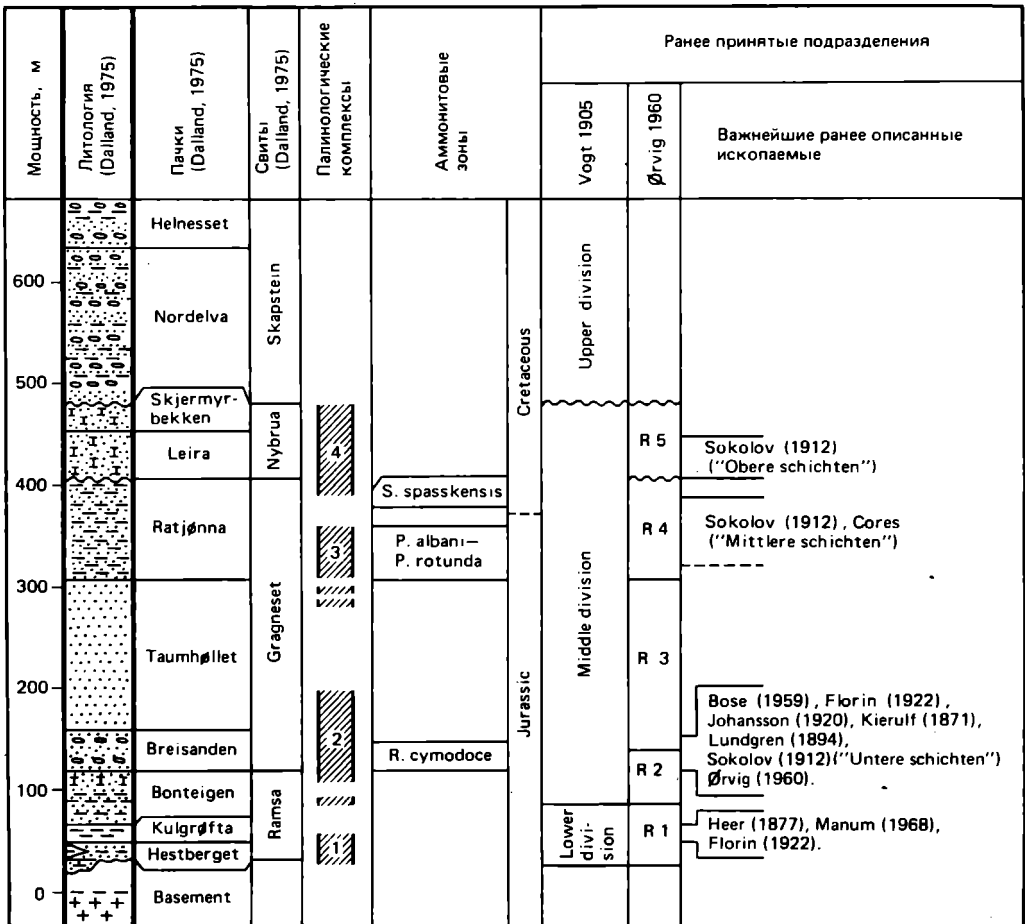 Мощность, м
Литология
(Dalland, 1975)
Пачки
(Dalland, 1975)
Свиты
(Dalland, 1975)
Палинологические
комплексы
Аммонитовые
зоны
Ранее принятые подразделения
Vogt 1905
Ørvig 1960
Важнейшие ранее описанные
ископаемые
600
500
400
300
200
100
0
Helnesset
Nordelva
Skjermyr-
bekken
Leira
Ratjønna
Taumhøllet
Breisanden
Bonteigen
Kulgrøfta
Hestberget
Basement
Skapstein
Nybrua
Gragneset
Ramsa
4
3
2
1
S. spasskensis
P. albani—
P. rotunda
R. cymodoce
Cretaceous
Jurassic
Upper division
Middle division
Lower
divi-
sion
R 5
R 4
R 3
R 2
R 1
Sokolov (1912)
("Obere schichten")
Sokolov (1912), Cores
("Mittlere schichten")
Bose (1959), Florin (1922),
Johansson (1920), Kierulf (1871),
Lundgren (1894),
Sokolov (1912)("Untere schichten")
Ørvig (1960).
Heer (1877), Manum (1968),
Florin (1922).